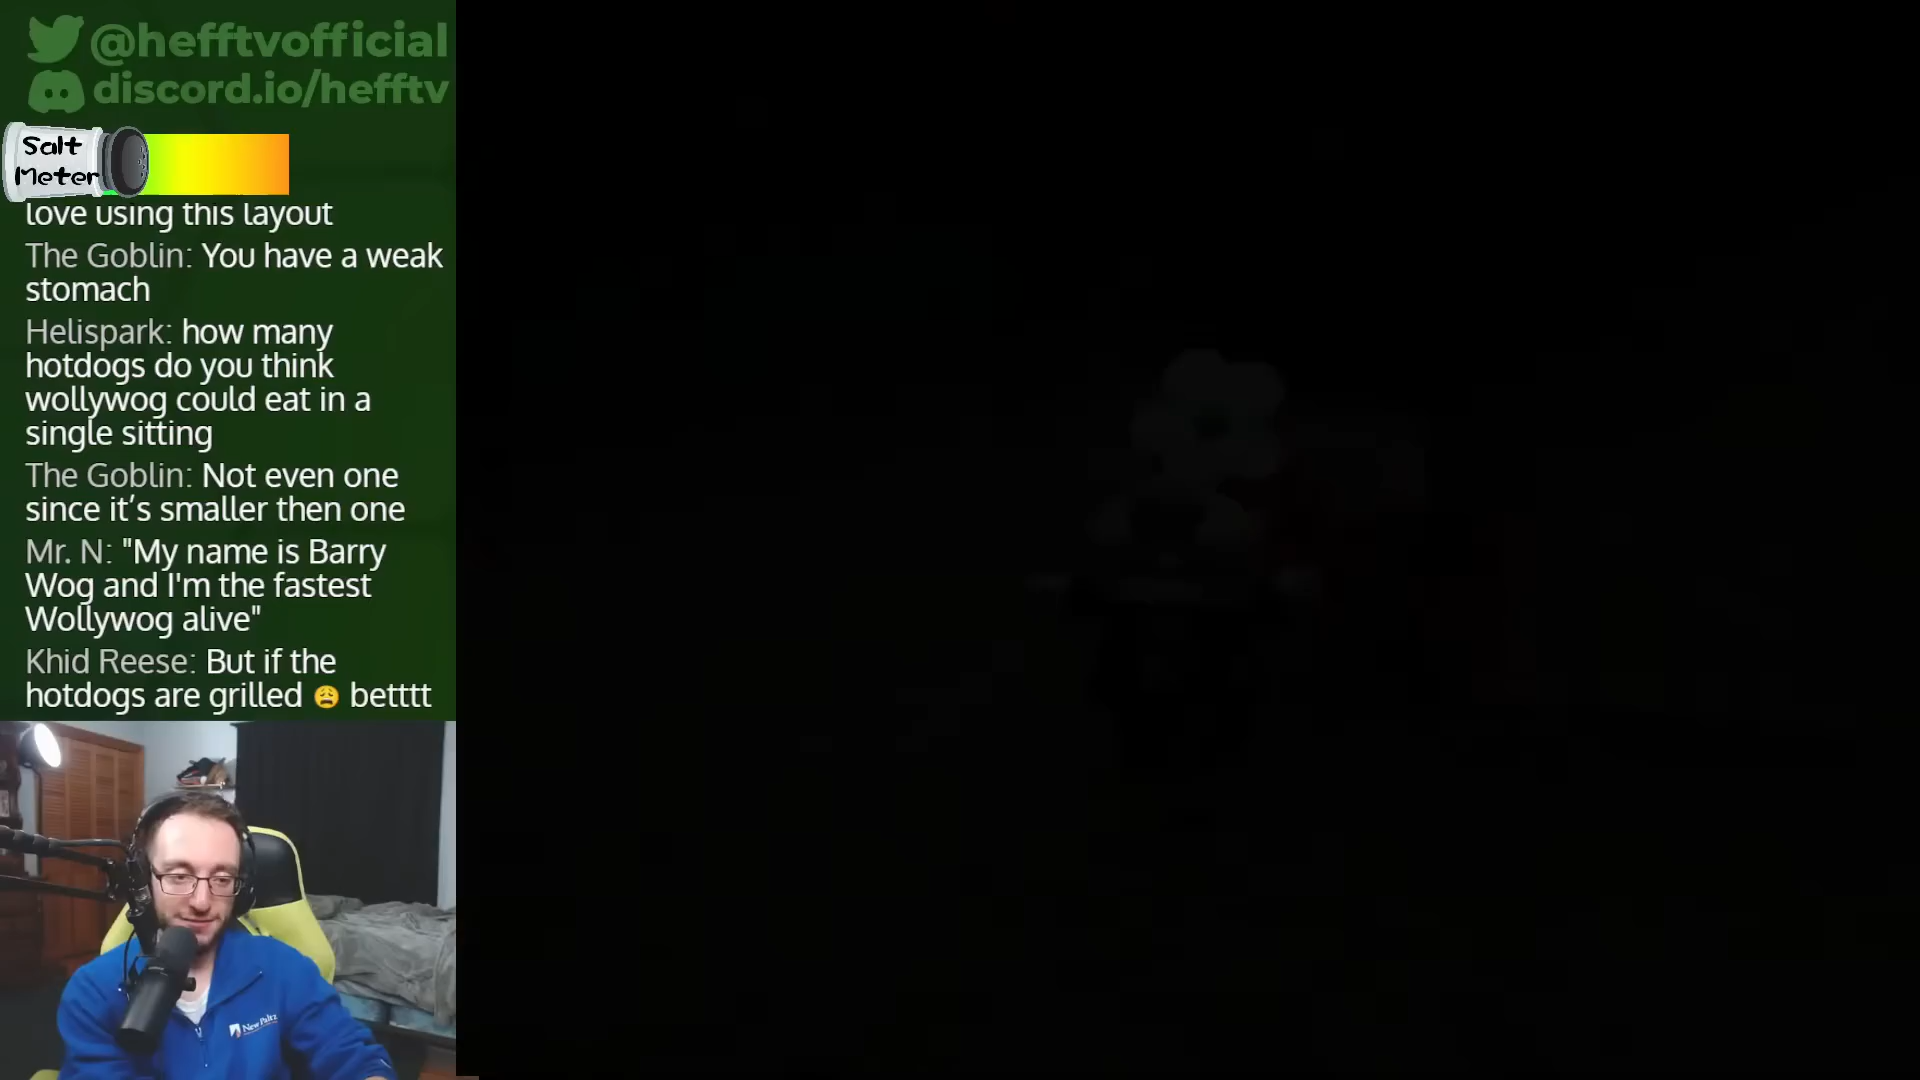 @hefftvofficial
discord.io/hefftv
Salt
Meter
love using this layout
The Goblin: You have a weak
stomach
Helispark: how many
hotdogs do you think
wollywog could eat in a
single sitting
The Goblin: Not even one
since it’s smaller then one
Mr. N: "My name is Barry
Wog and I'm the fastest
Wollywog alive"
Khid Reese: But if the
hotdogs are grilled 😩 betttt
New Paltz